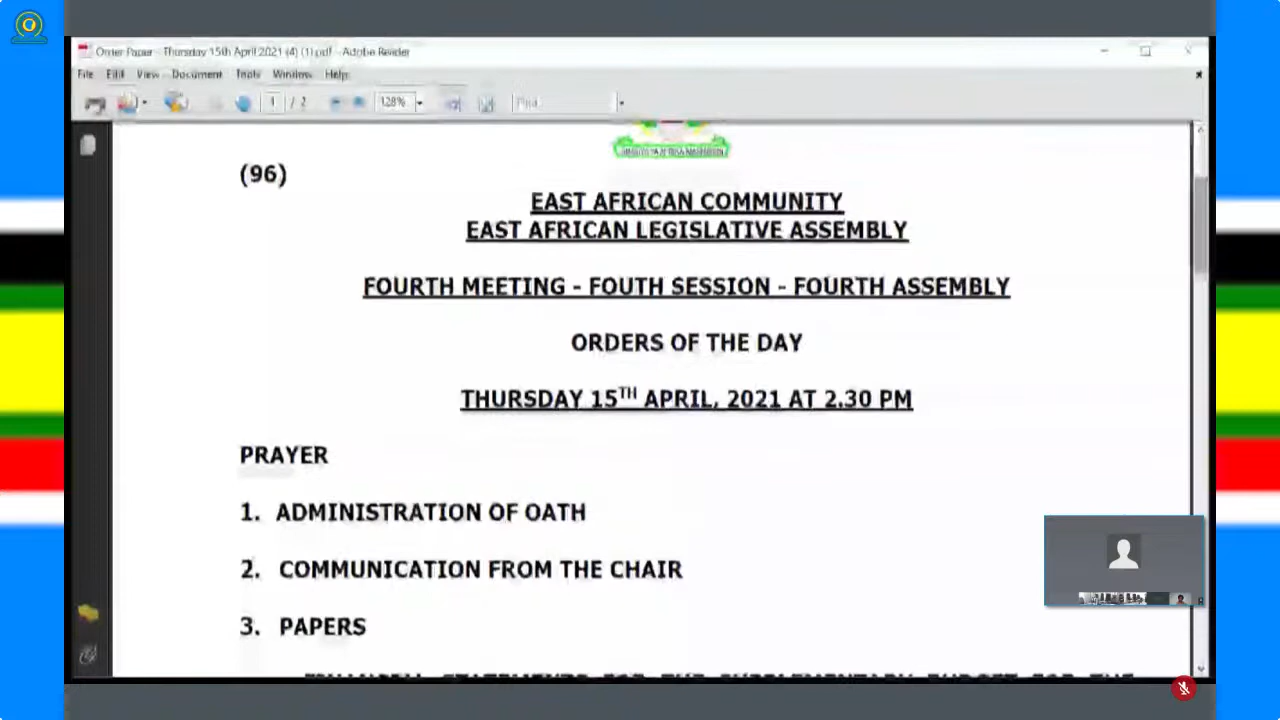 Order Paper - Thursday 15th April 2021 (4) (1).pdf - Adobe Reader
File Edit View Document Tools Window Help
1 / 2 128% Find
(96)
EAST AFRICAN COMMUNITY
EAST AFRICAN LEGISLATIVE ASSEMBLY
FOURTH MEETING - FOUTH SESSION - FOURTH ASSEMBLY
ORDERS OF THE DAY
THURSDAY 15TH APRIL, 2021 AT 2.30 PM
PRAYER
1. ADMINISTRATION OF OATH
2. COMMUNICATION FROM THE CHAIR
3. PAPERS